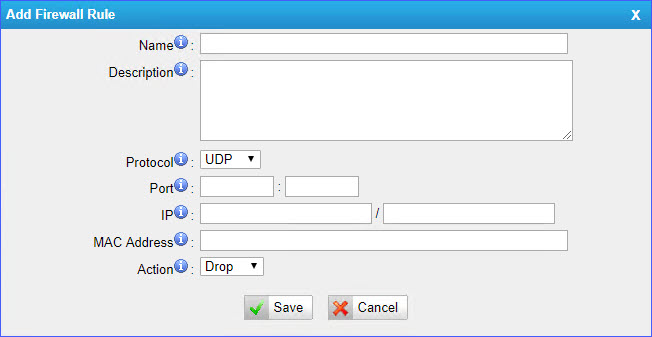 Add Firewall Rule X
Name i :
Description i :
Protocol i : UDP ▼
Port i : :
IP i : /
MAC Address i :
Action i : Drop ▼
Save Cancel